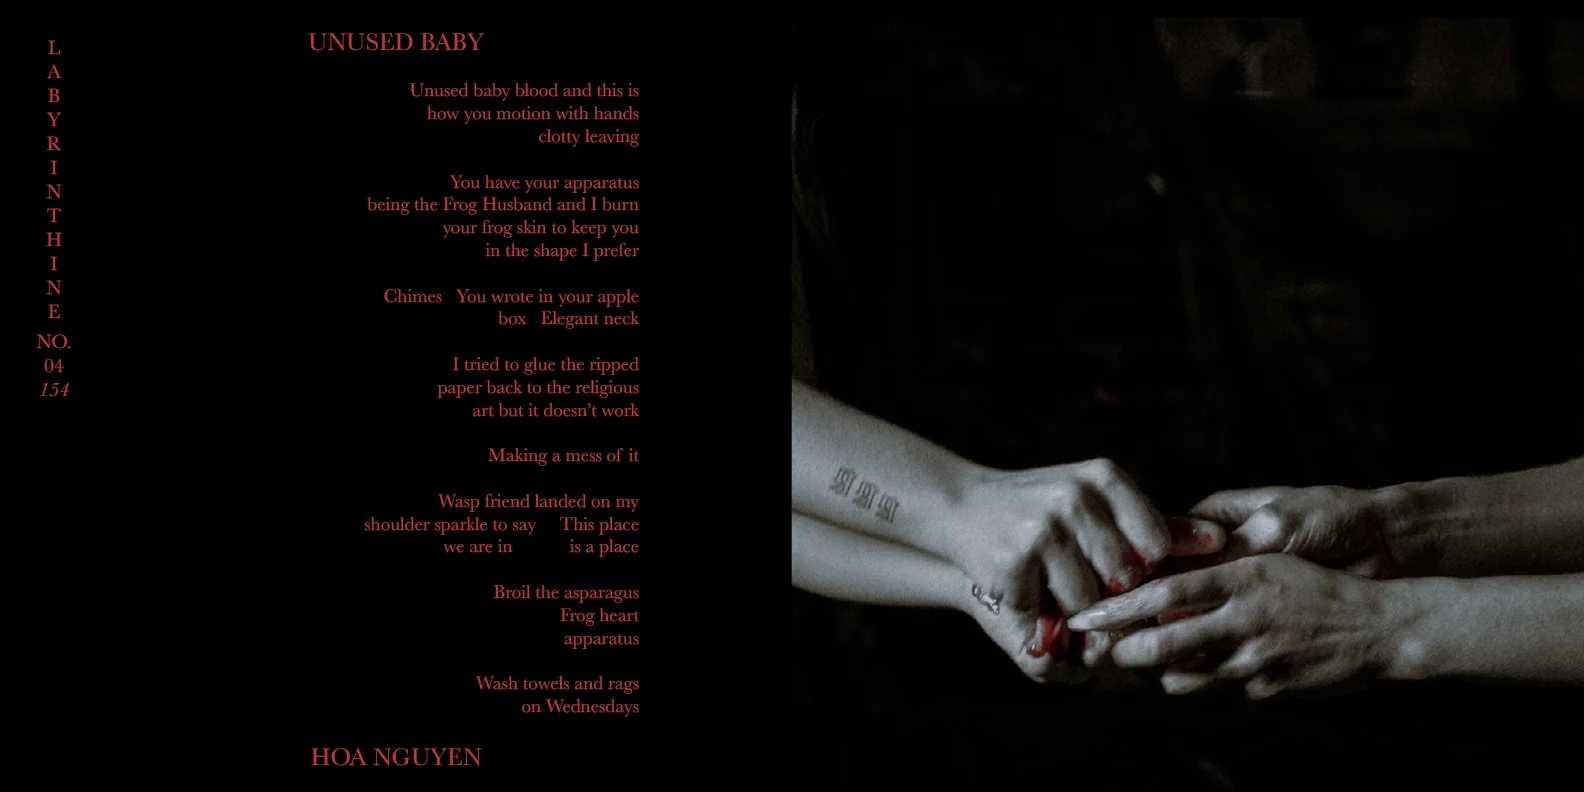 LABYRINTHINE
NO.
04
154
UNUSED BABY
Unused baby blood and this is
how you motion with hands
clotty leaving
You have your apparatus
being the Frog Husband and I burn
your frog skin to keep you
in the shape I prefer
Chimes   You wrote in your apple
box   Elegant neck
I tried to glue the ripped
paper back to the religious
art but it doesn’t work
Making a mess of it
Wasp friend landed on my
shoulder sparkle to say     This place
we are in            is a place
Broil the asparagus
Frog heart
apparatus
Wash towels and rags
on Wednesdays
HOA NGUYEN